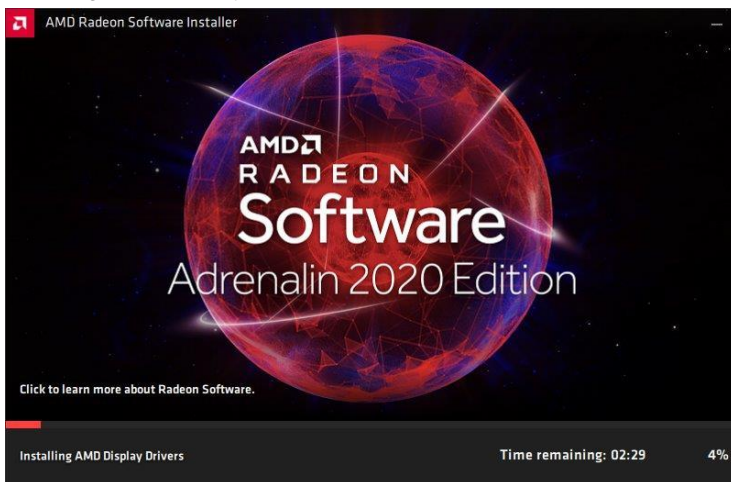 AMD Radeon Software Installer
AMD
RADEON
Software
Adrenalin 2020 Edition
Click to learn more about Radeon Software.
Installing AMD Display Drivers
Time remaining: 02:29
4%